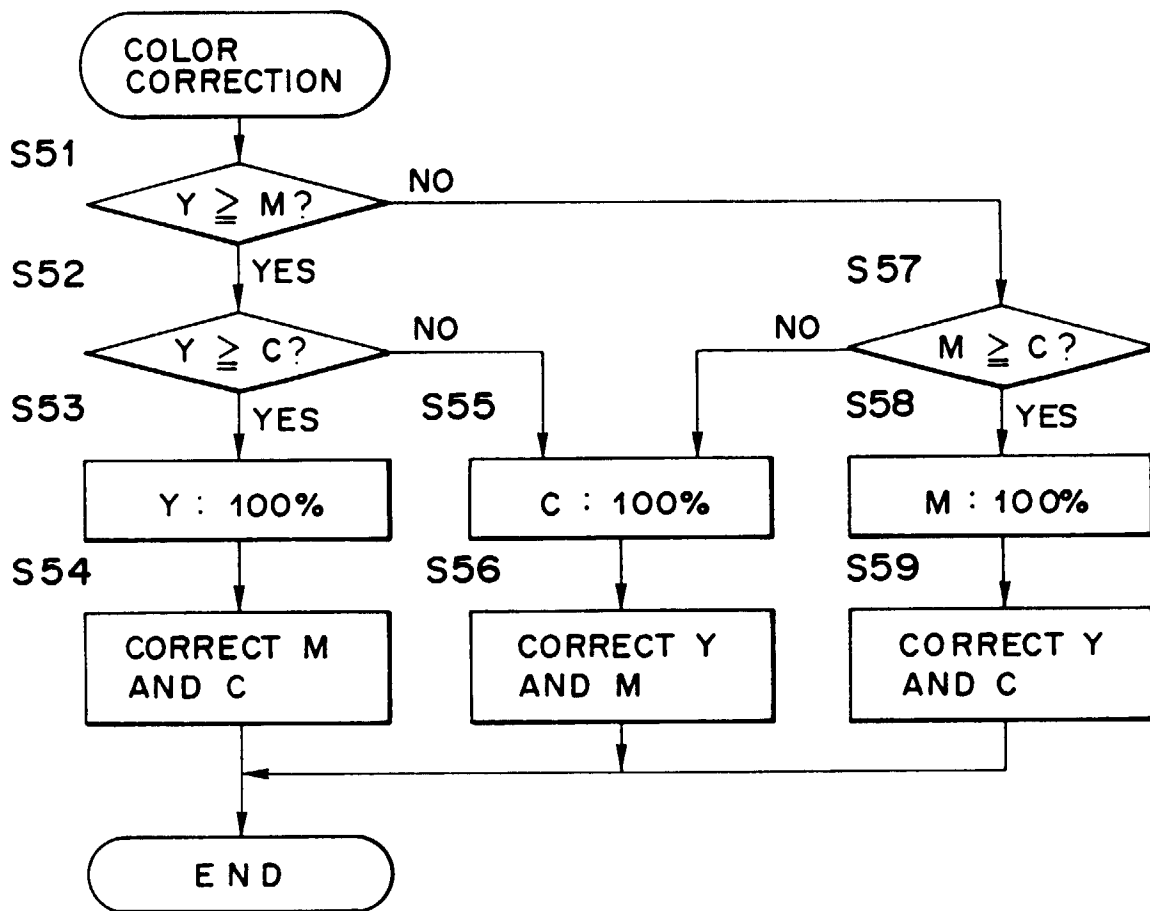 COLOR
CORRECTION
S51
Y ≧ M?
NO
S52
YES
S57
Y ≧ C?
NO
NO
M ≧ C?
S53
YES
S55
S58
YES
Y : 100%
C : 100%
M : 100%
S54
S56
S59
CORRECT M
AND C
CORRECT Y
AND M
CORRECT Y
AND C
END